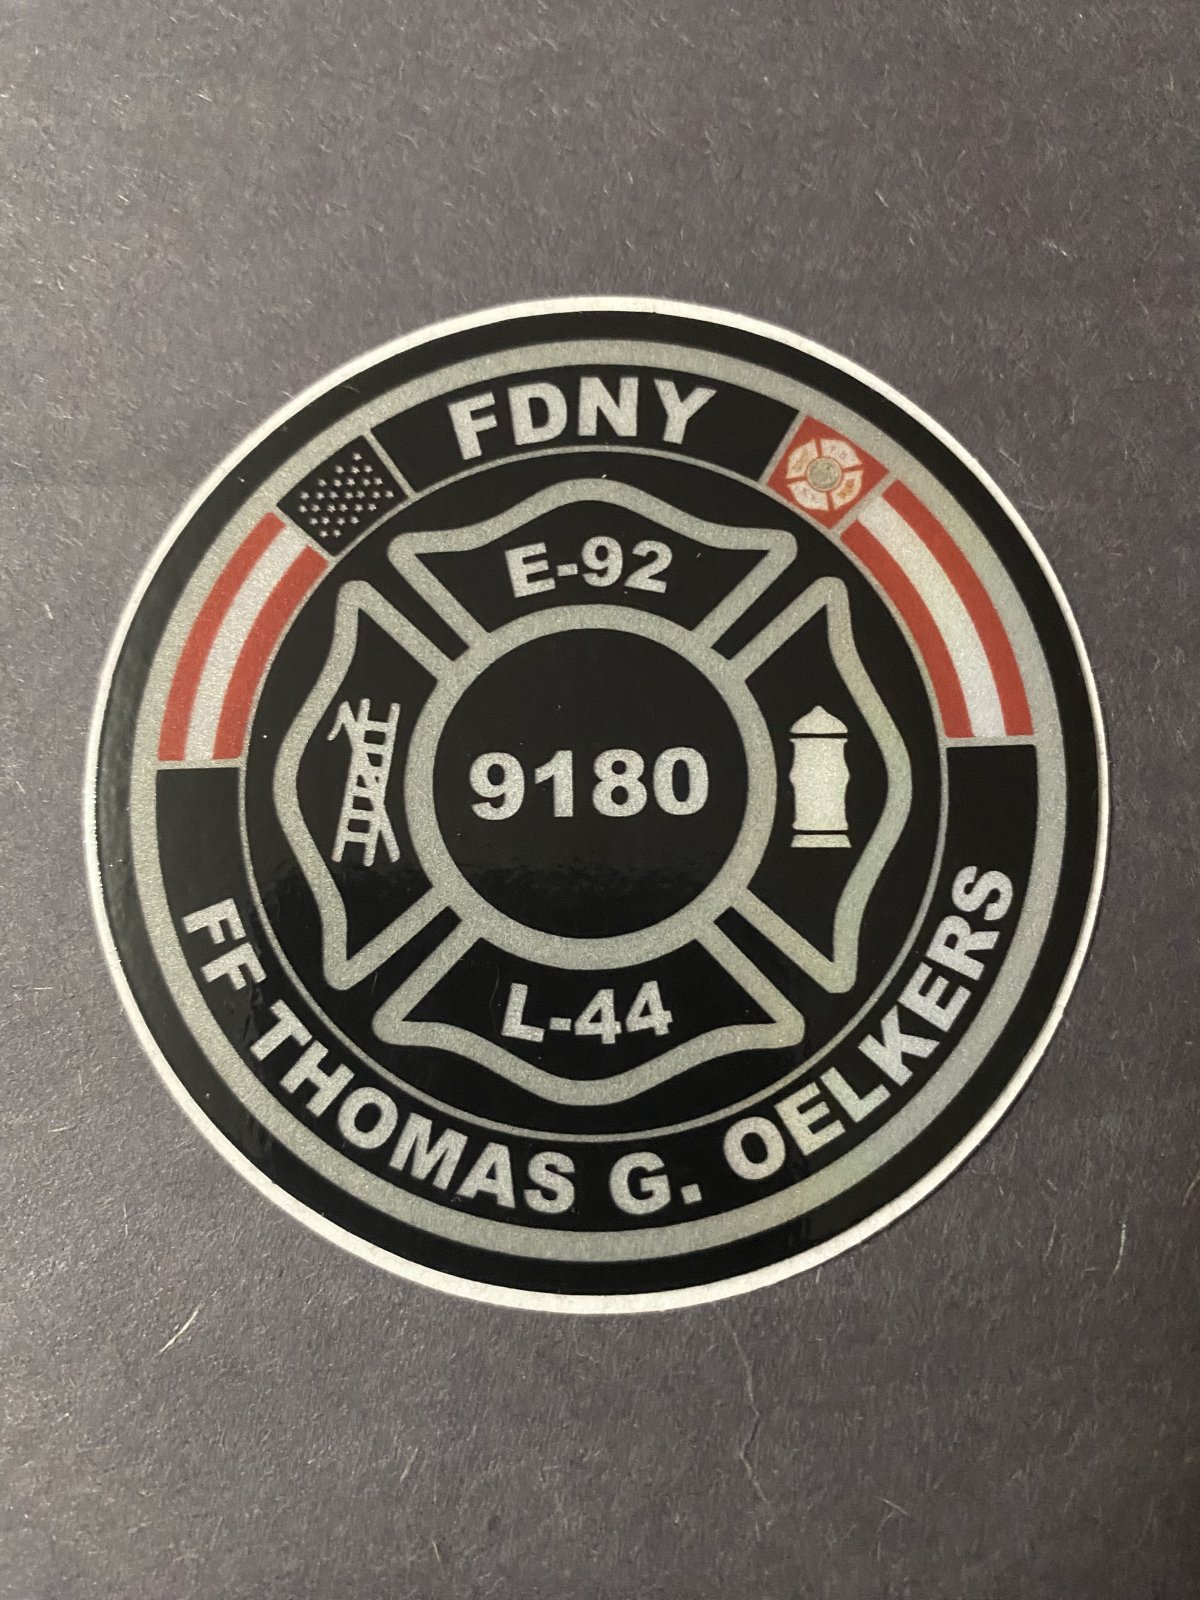 FDNY
E-92
9180
L-44
FF THOMAS G. OELKERS